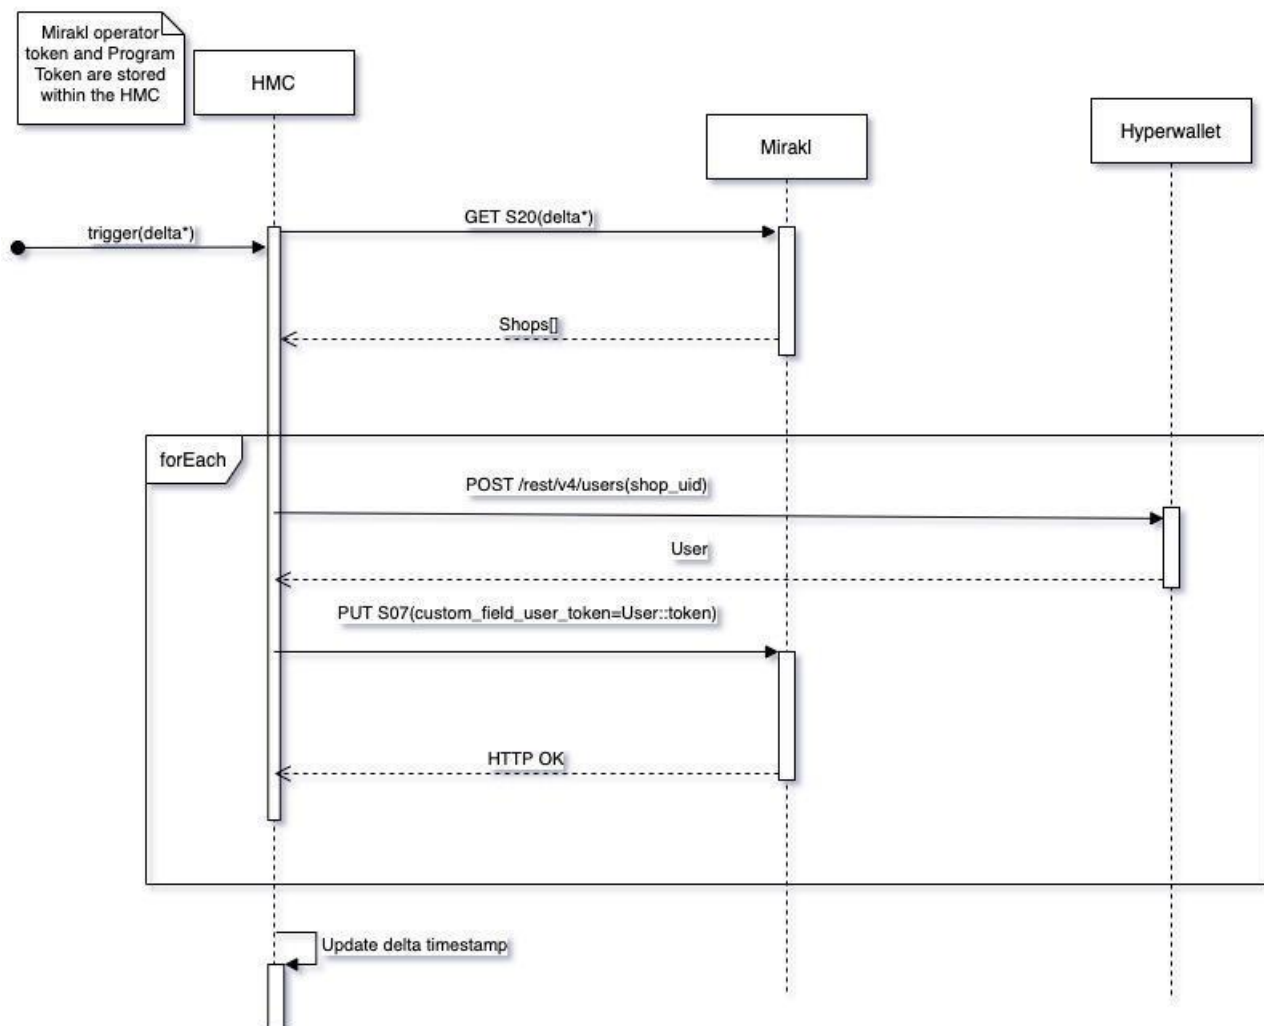 Mirakl operator
token and Program
Token are stored
within the HMC
HMC
Mirakl
Hyperwallet
trigger(delta*)
GET S20(delta*)
Shops[]
forEach
POST /rest/v4/users(shop_uid)
User
PUT S07(custom_field_user_token=User::token)
HTTP OK
Update delta timestamp